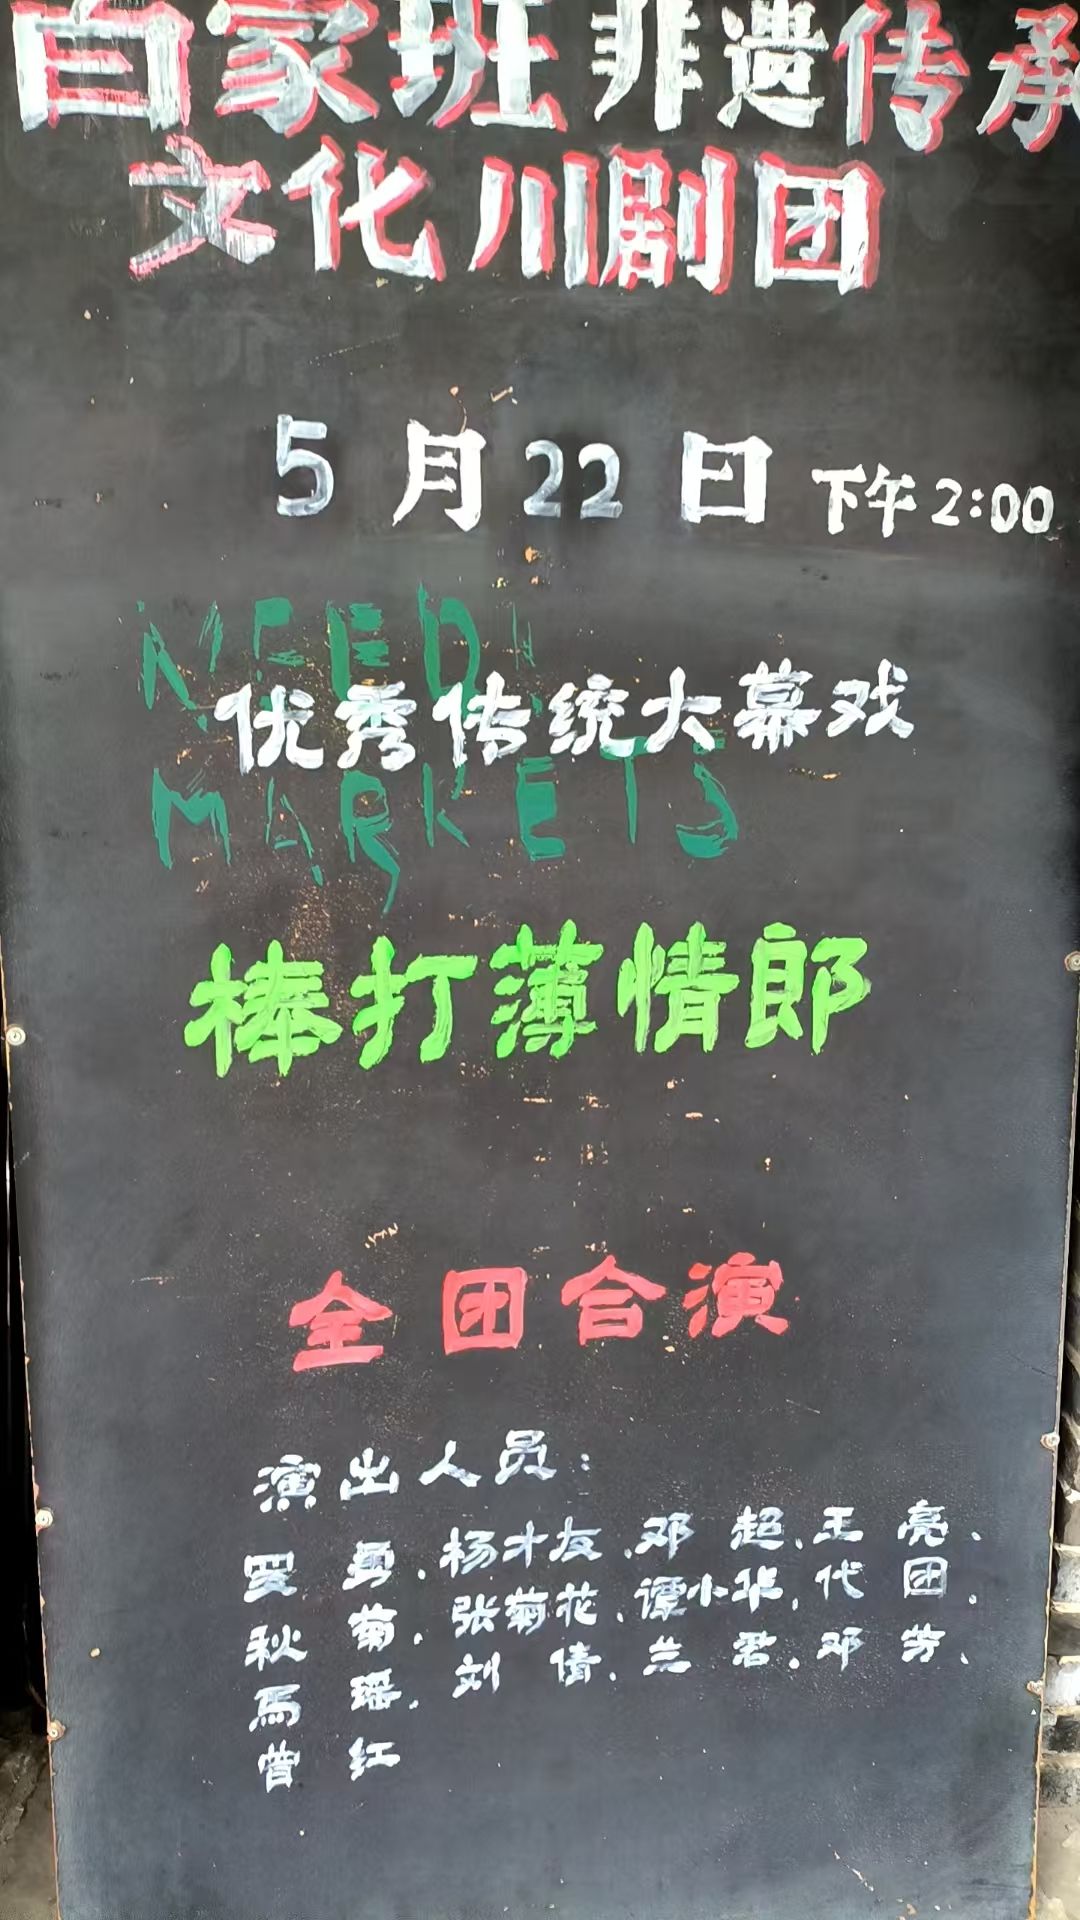 白家班非遗传承
文化川剧团
5月22日 下午2:00
NEED
优秀传统大幕戏
MARKETS
棒打薄情郎
全团合演
演出人员:
罗勇、杨才友、邓超、王亮、
秋菊、张菊花、谭小华、代团、
马瑶、刘倩、兰君、邓芳、
曾红